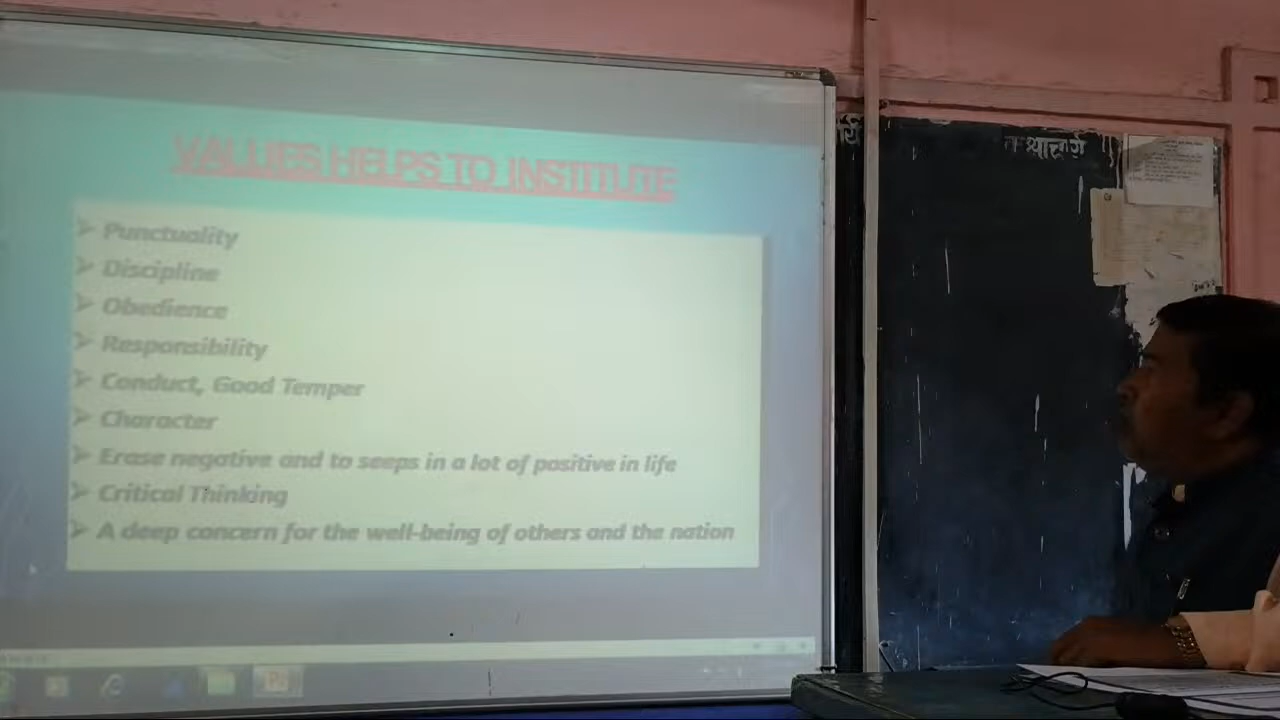 VALUES HELPS TO INSTITUTE
➢ Punctuality
➢ Discipline
➢ Obedience
➢ Responsibility
➢ Conduct, Good Temper
➢ Character
➢ Erase negative and to seeps in a lot of positive in life
➢ Critical Thinking
➢ A deep concern for the well-being of others and the nation